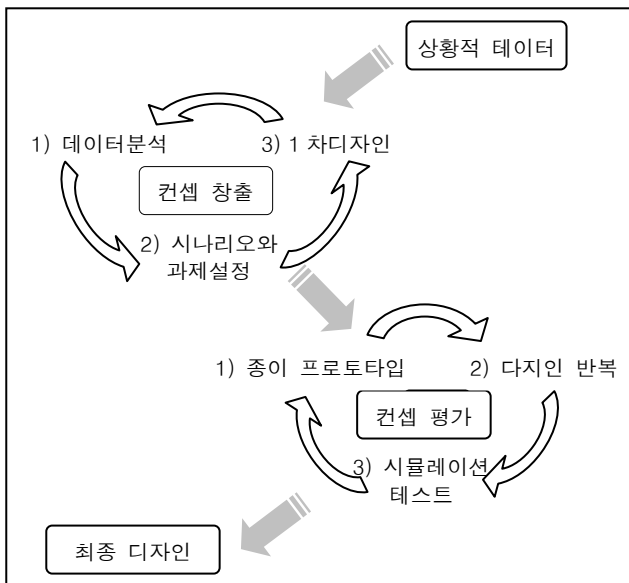 상황적 테이터
1) 데이터분석
3) 1 차디자인
컨셉 창출
2) 시나리오와
과제설정
1) 종이 프로토타입
2) 다지인 반복
컨셉 평가
3) 시뮬레이션
테스트
최종 디자인